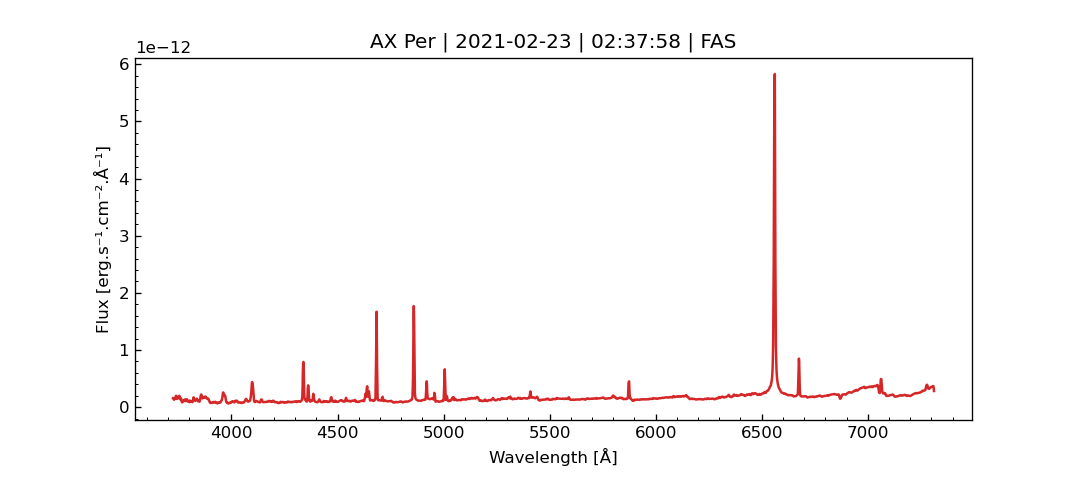 AX Per | 2021-02-23 | 02:37:58 | FAS
1e−12
6
5
4
3
2
1
0
Flux [erg.s⁻¹.cm⁻².Å⁻¹]
4000 4500 5000 5500 6000 6500 7000
Wavelength [Å]